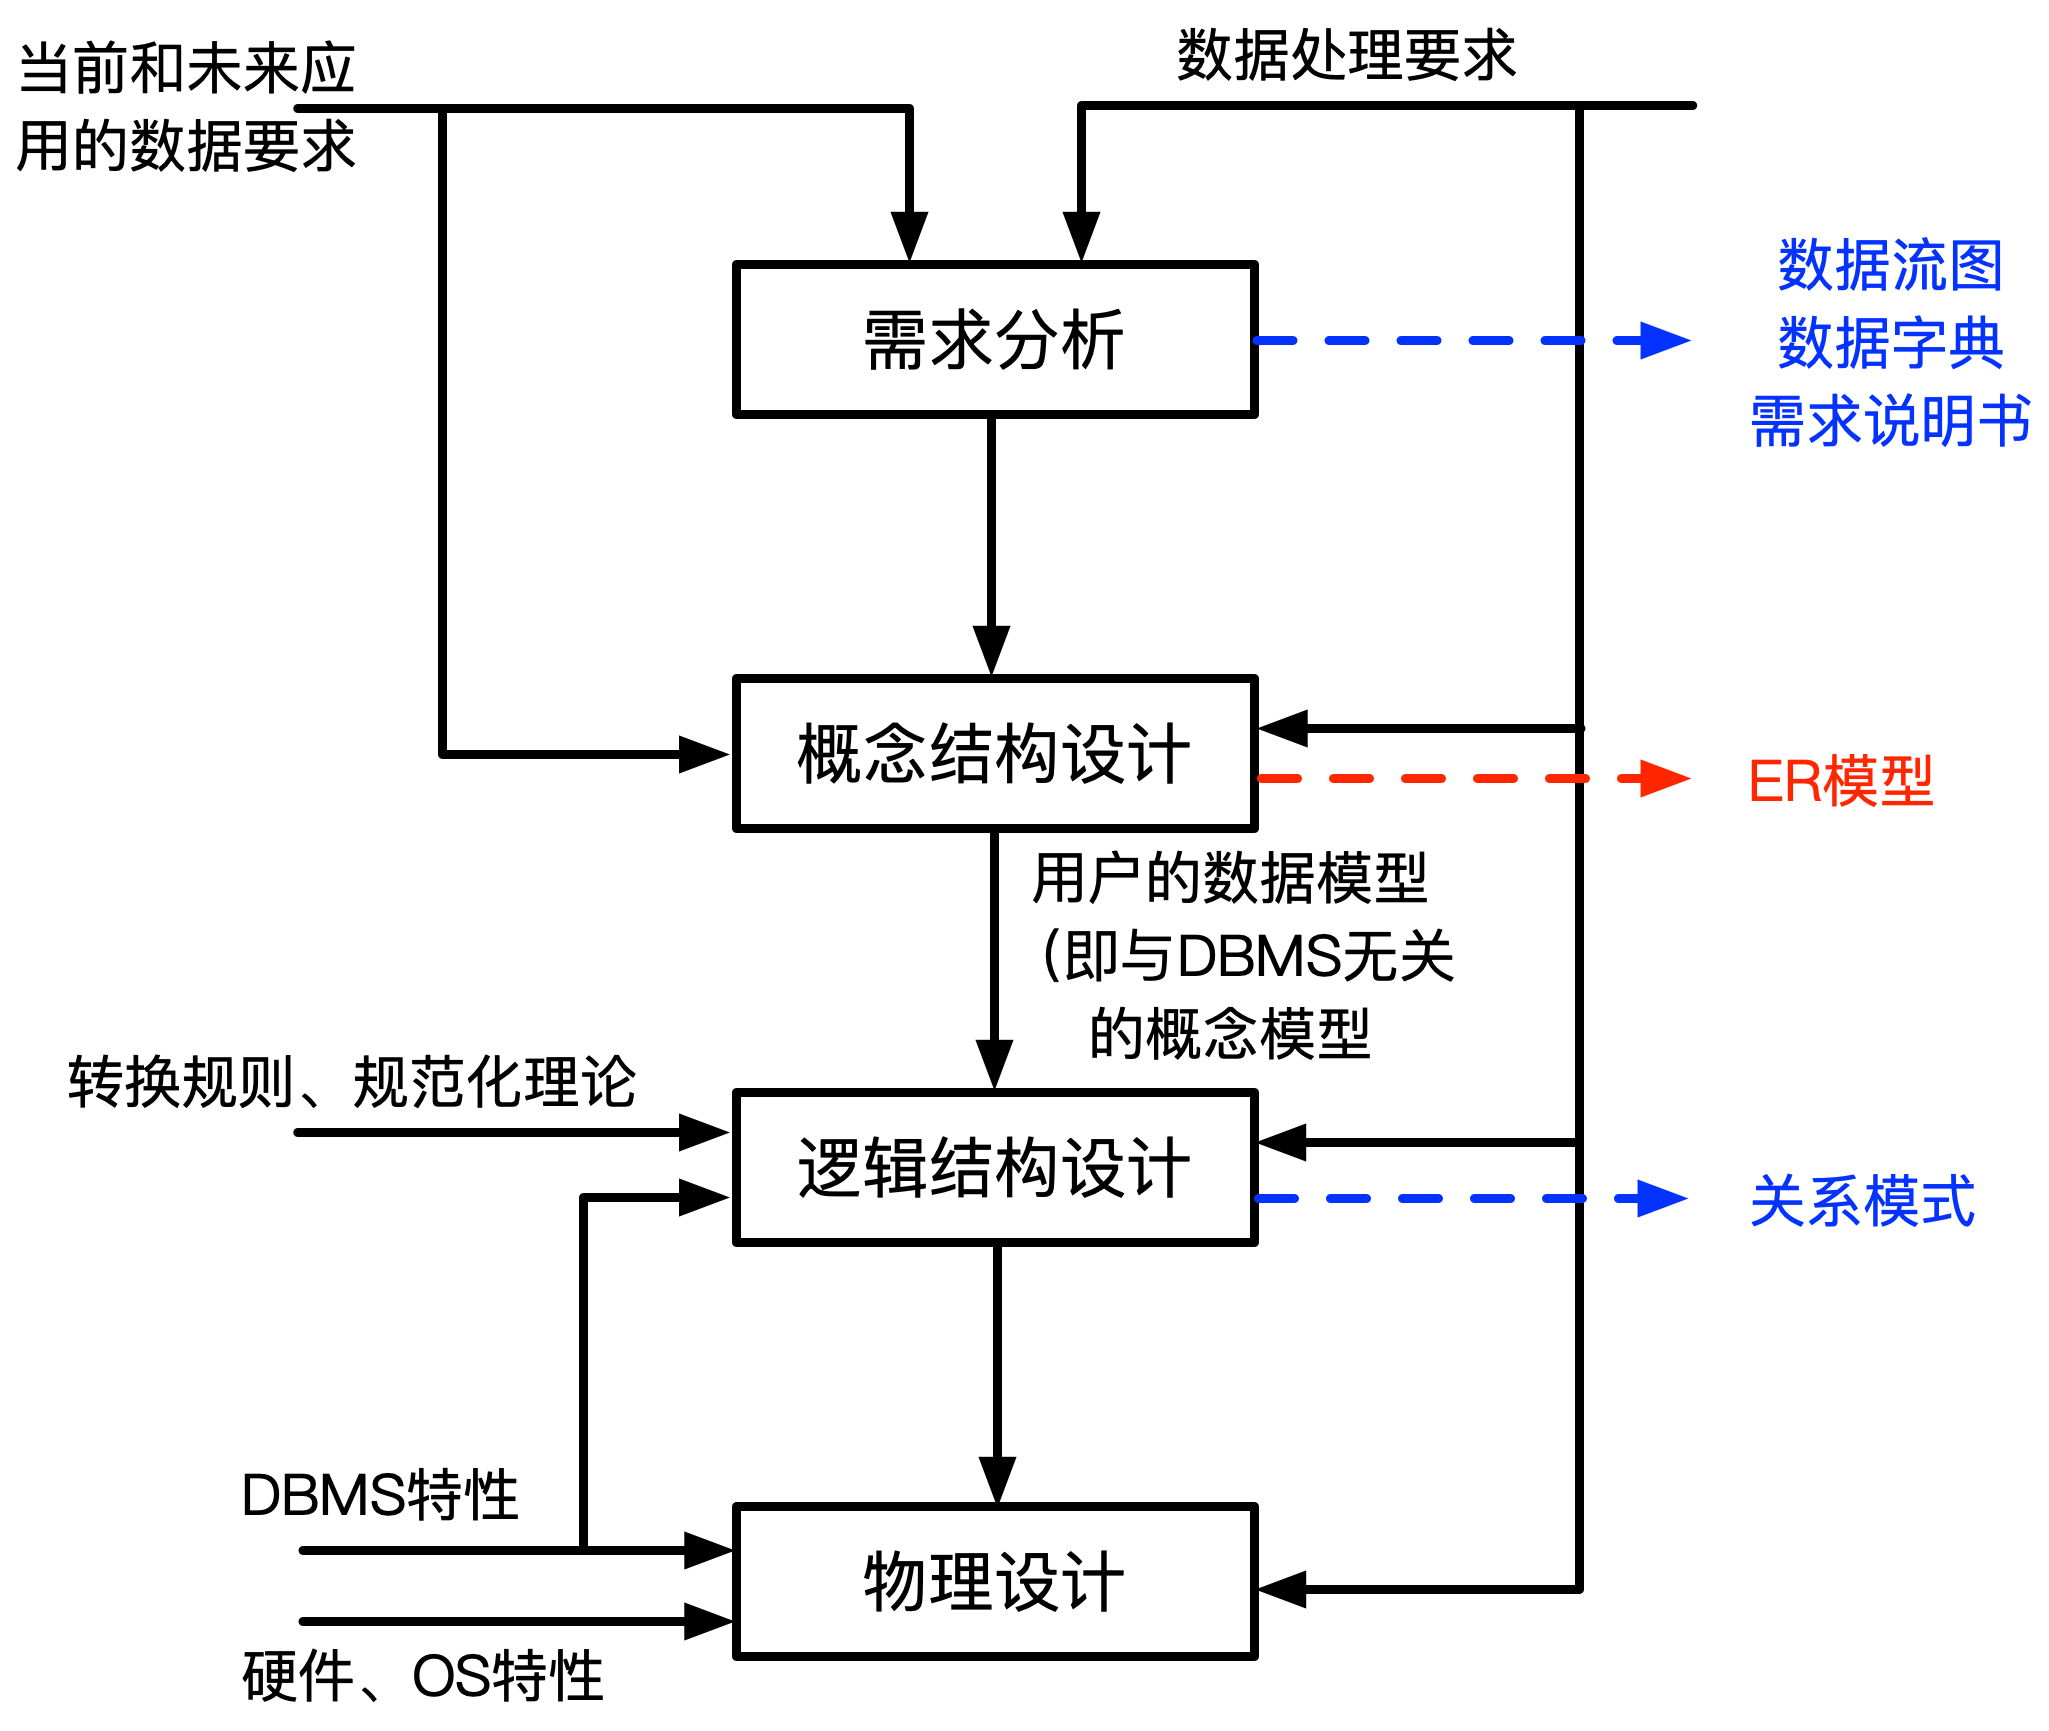 当前和未来应
用的数据要求
数据处理要求
需求分析
数据流图
数据字典
需求说明书
概念结构设计
ER模型
用户的数据模型
(即与DBMS无关
的概念模型
转换规则、规范化理论
逻辑结构设计
关系模式
DBMS特性
物理设计
硬件、OS特性